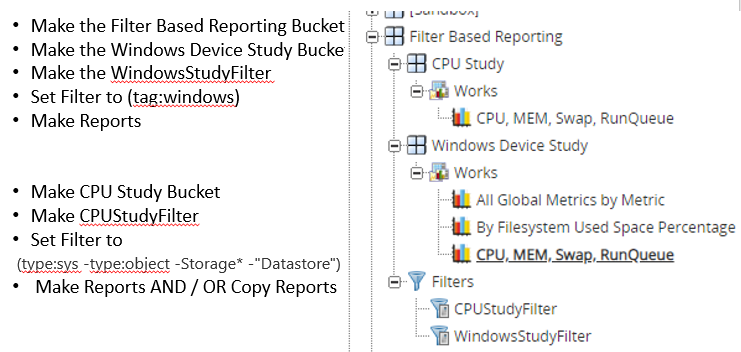 Make the Filter Based Reporting Bucket
Make the Windows Device Study Bucke
Make the WindowsStudyFilter
Set Filter to (tag:windows)
Make Reports
Make CPU Study Bucket
Make CPUStudyFilter
Set Filter to
(type:sys -type:object -Storage* -"Datastore")
Make Reports AND / OR Copy Reports
[Sandbox]
Filter Based Reporting
CPU Study
Works
CPU, MEM, Swap, RunQueue
Windows Device Study
Works
All Global Metrics by Metric
By Filesystem Used Space Percentage
CPU, MEM, Swap, RunQueue
Filters
CPUStudyFilter
WindowsStudyFilter